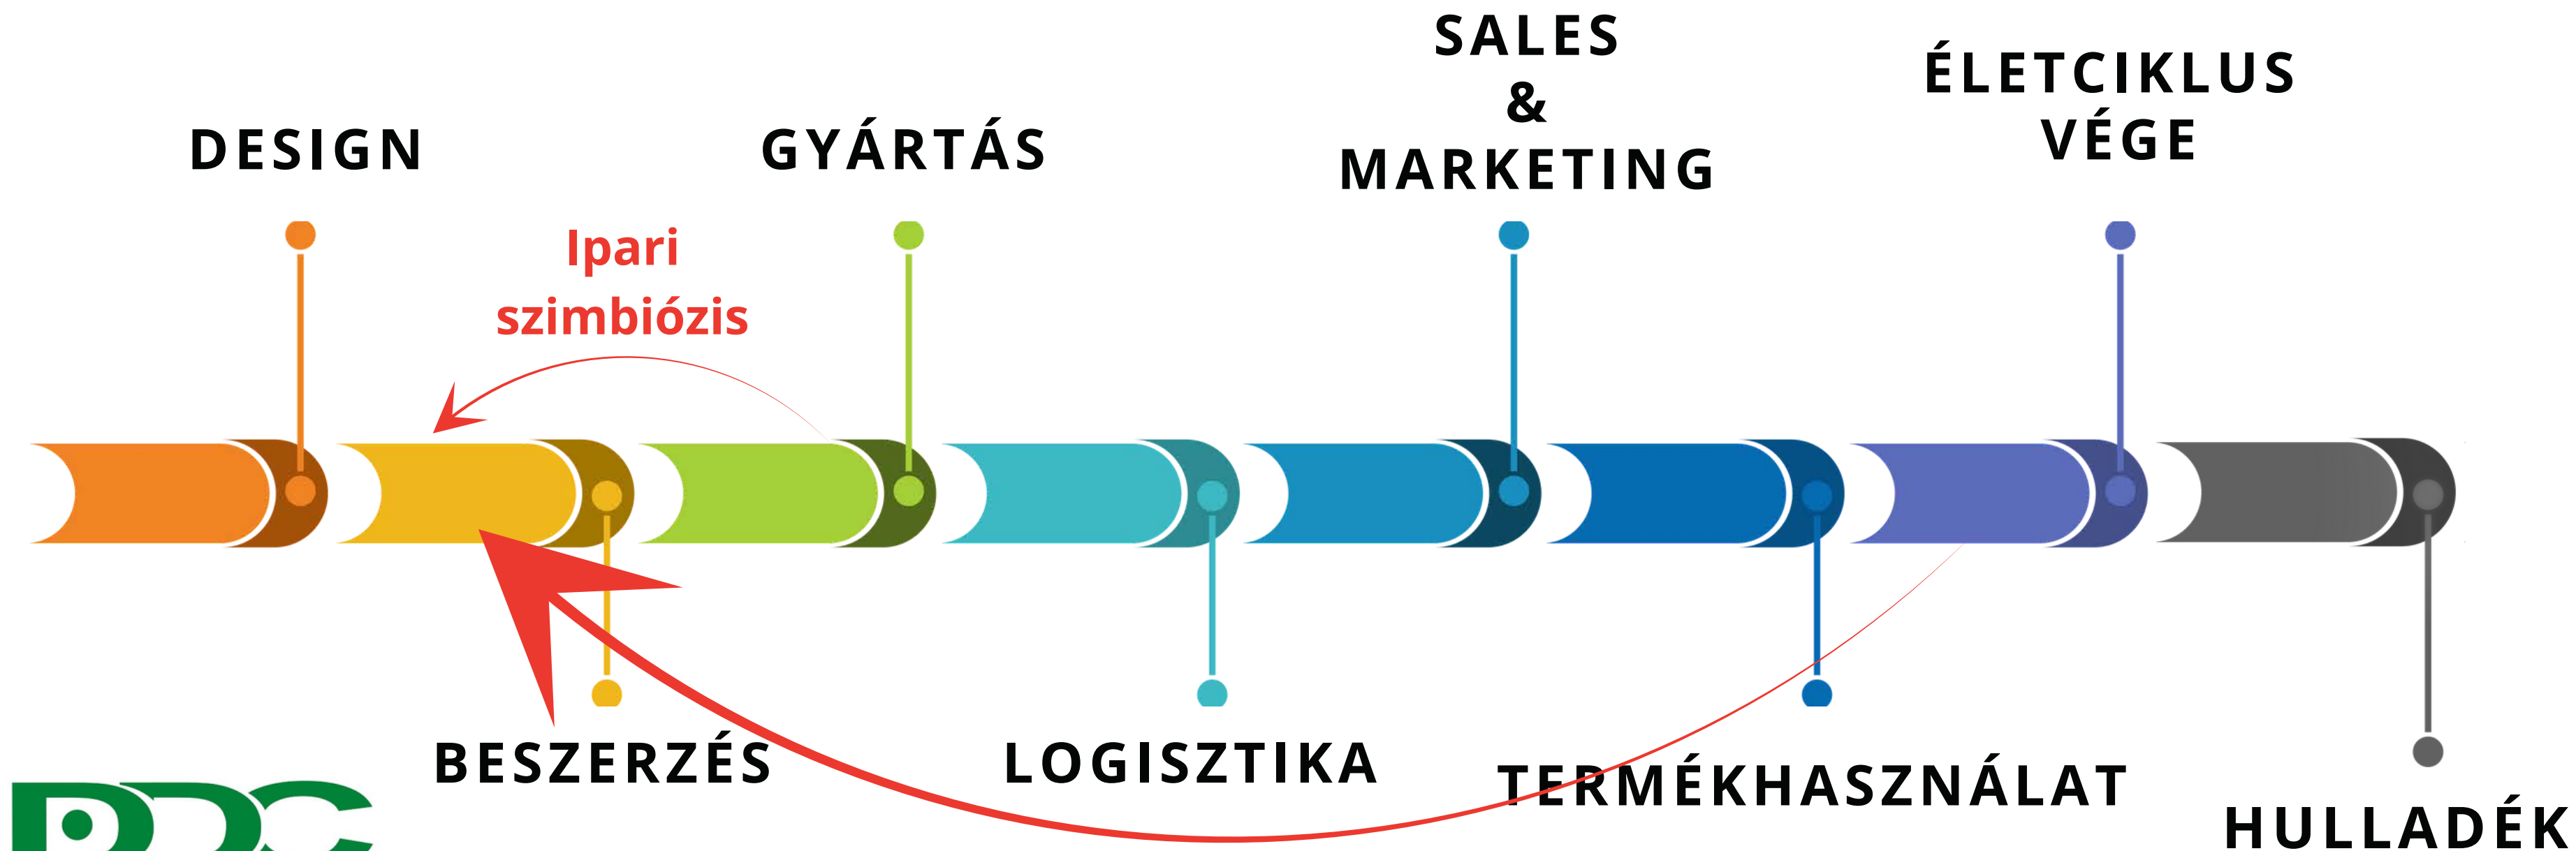 SALES
&
MARKETING
ÉLETCIKLUS
VÉGE
DESIGN
GYÁRTÁS
Ipari
szimbiózis
BESZERZÉS
LOGISZTIKA
TERMÉKHASZNÁLAT
HULLADÉK